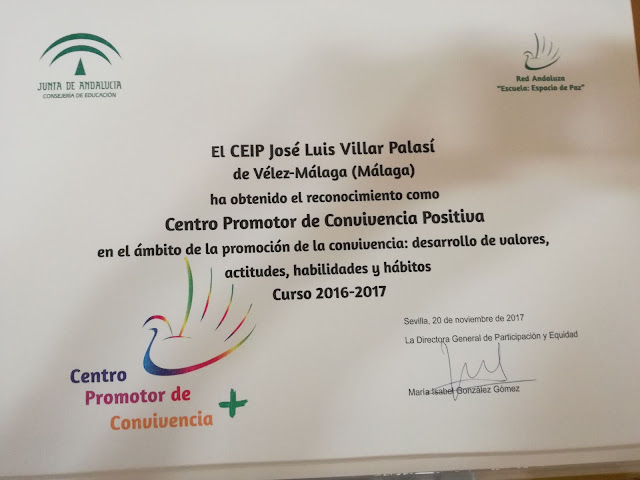 JUNTA DE ANDALUCIA
CONSEJERÍA DE EDUCACIÓN
Red Andaluza
"Escuela: Espacio de Paz"
El CEIP José Luis Villar Palasí
de Vélez-Málaga (Málaga)
ha obtenido el reconocimiento como
Centro Promotor de Convivencia Positiva
en el ámbito de la promoción de la convivencia: desarrollo de valores,
actitudes, habilidades y hábitos
Curso 2016-2017
Sevilla, 20 de noviembre de 2017
La Directora General de Participación y Equidad
María Isabel González Gómez
Centro
Promotor de
Convivencia +